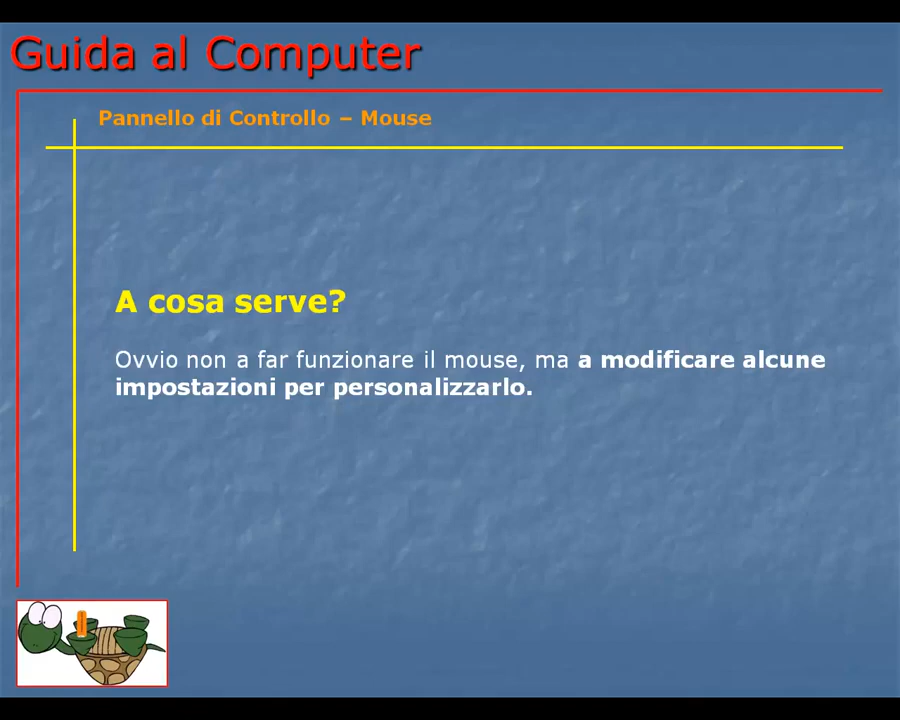 Guida al Computer
Pannello di Controllo – Mouse
A cosa serve?
Ovvio non a far funzionare il mouse, ma a modificare alcune
impostazioni per personalizzarlo.